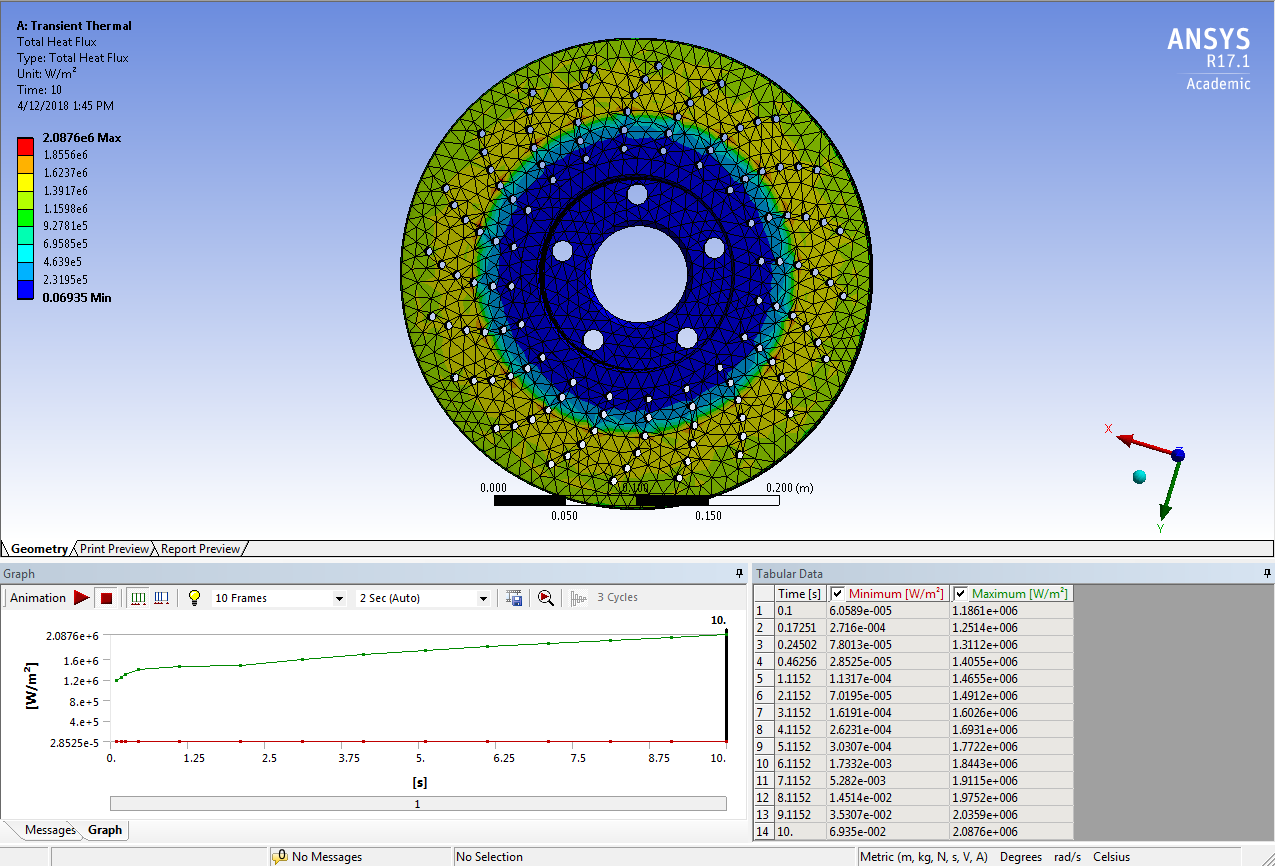 A: Transient Thermal
Total Heat Flux
Type: Total Heat Flux
Unit: W/m²
Time: 10
4/12/2018 1:45 PM
2.0876e6 Max
1.8556e6
1.6237e6
1.3917e6
1.1598e6
9.2781e5
6.9585e5
4.639e5
2.3195e5
0.06935 Min
ANSYS
R17.1
Academic
X
Z
Y
0.000 0.100 0.200 (m)
0.050 0.150
Geometry Print Preview Report Preview
Graph
Animation 10 Frames 2 Sec (Auto) 3 Cycles
10.
2.0876e+6
1.6e+6
1.2e+6
8.e+5
4.e+5
2.8525e-5
[W/m²]
0. 1.25 2.5 3.75 5. 6.25 7.5 8.75 10.
[s]
1
Messages Graph
Tabular Data
Time [s] Minimum [W/m²] Maximum [W/m²]
1 0.1 6.0589e-005 1.1861e+006
2 0.17251 2.716e-004 1.2514e+006
3 0.24502 7.8013e-005 1.3112e+006
4 0.46256 2.8525e-005 1.4055e+006
5 1.1152 1.1317e-004 1.4655e+006
6 2.1152 7.0195e-005 1.4912e+006
7 3.1152 1.6191e-004 1.6026e+006
8 4.1152 2.6231e-004 1.6931e+006
9 5.1152 3.0307e-004 1.7722e+006
10 6.1152 1.7332e-003 1.8443e+006
11 7.1152 5.282e-003 1.9115e+006
12 8.1152 1.4514e-002 1.9752e+006
13 9.1152 3.5307e-002 2.0359e+006
14 10. 6.935e-002 2.0876e+006
No Messages No Selection Metric (m, kg, N, s, V, A) Degrees rad/s Celsius